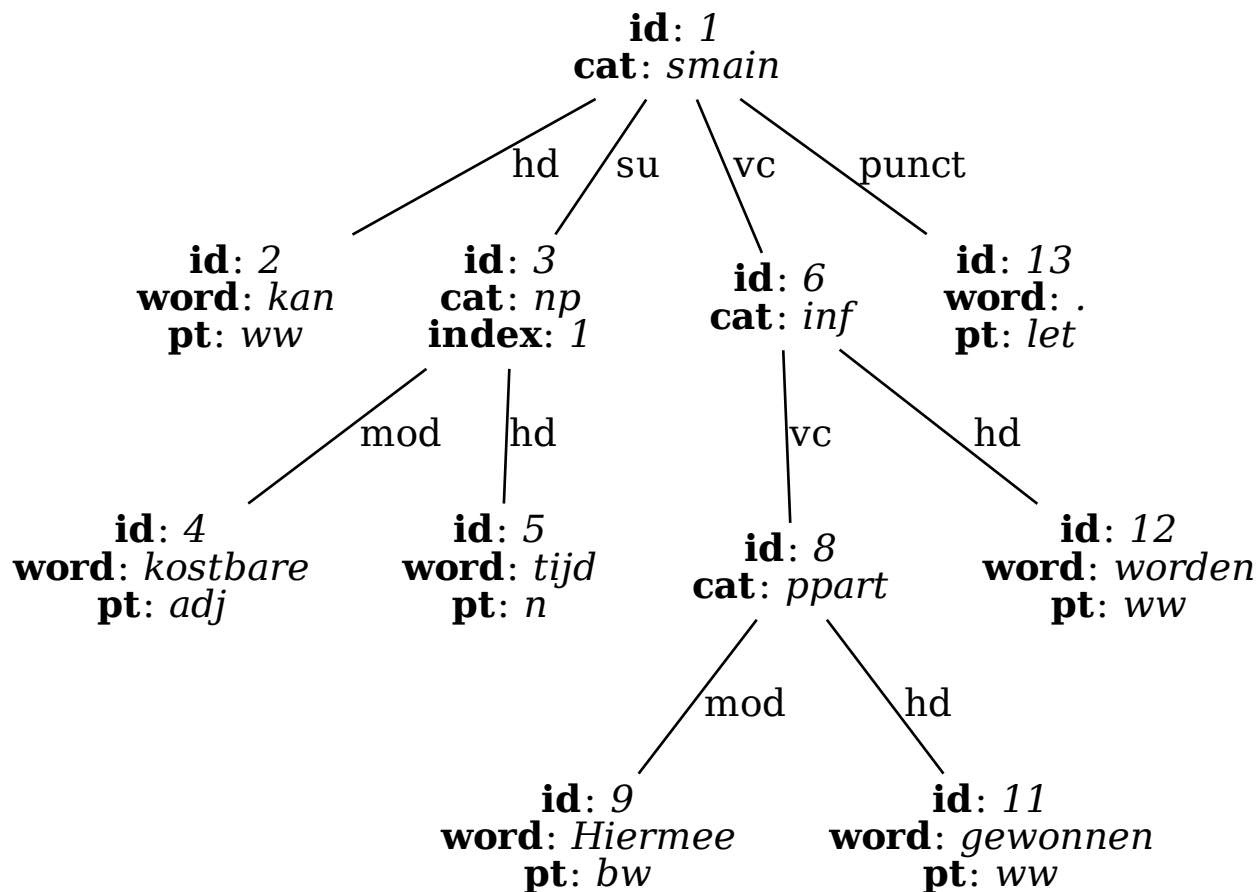 id: 1
cat: smain
hd
su
vc
punct
id: 2
word: kan
pt: ww
id: 3
cat: np
index: 1
id: 6
cat: inf
id: 13
word: .
pt: let
mod
hd
vc
hd
id: 4
word: kostbare
pt: adj
id: 5
word: tijd
pt: n
id: 8
cat: ppart
id: 12
word: worden
pt: ww
mod
hd
id: 9
word: Hiermee
pt: bw
id: 11
word: gewonnen
pt: ww